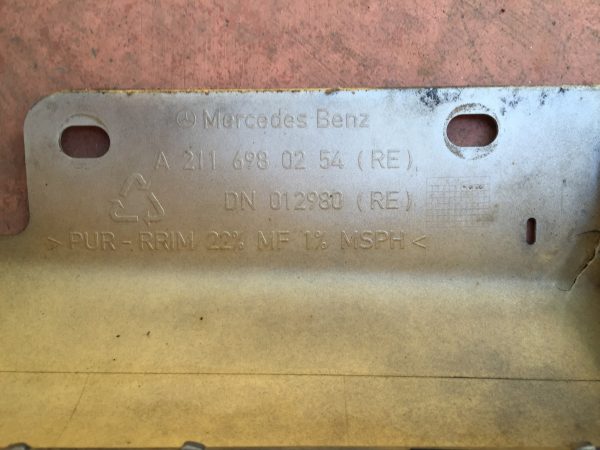 Mercedes Benz
A 211 698 02 54 (RE)
DN 012980 (RE)
> PUR - RRIM 22% MF 1% MSPH <